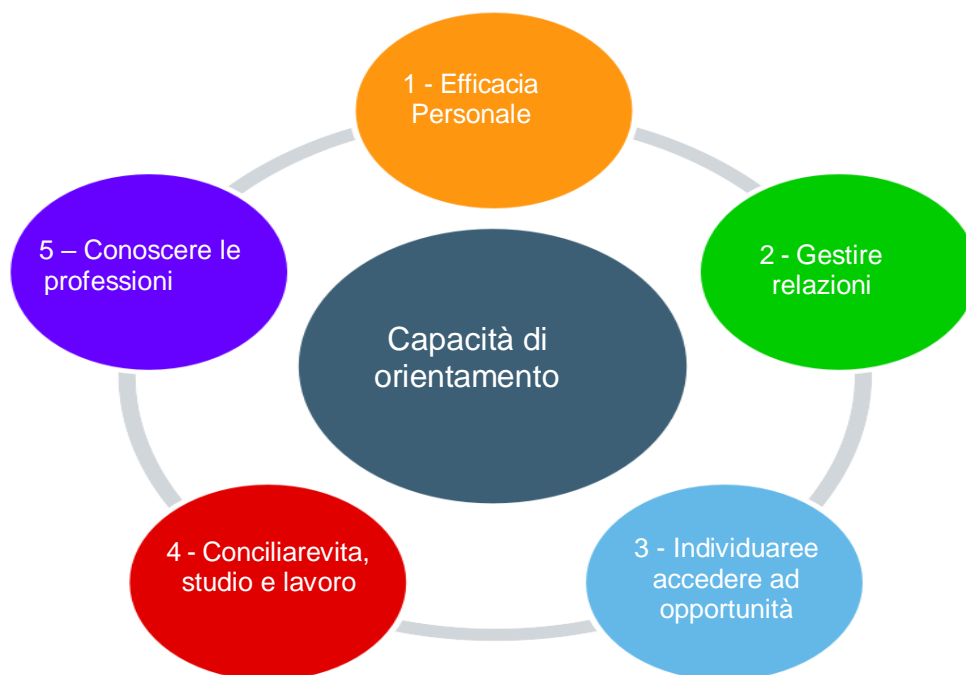 1 - Efficacia
Personale
2 - Gestire
relazioni
3 - Individuaree
accedere ad
opportunità
4 - Conciliarevita,
studio e lavoro
5 – Conoscere le
professioni
Capacità di
orientamento